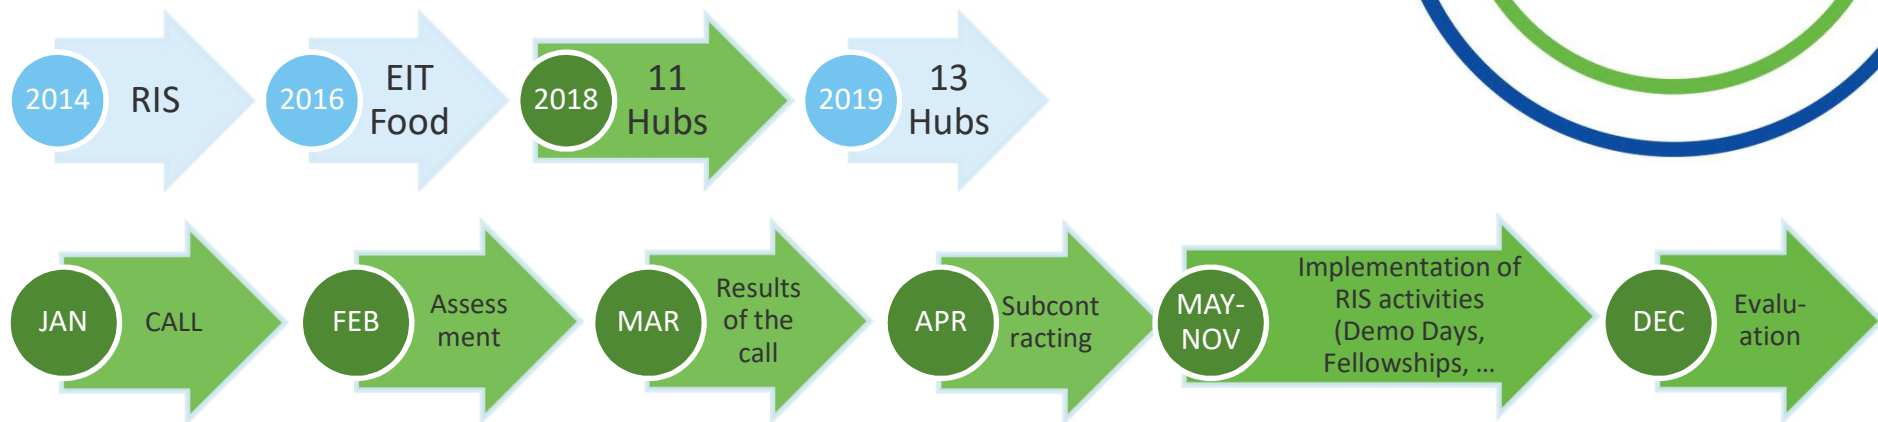 2014
RIS
2016
EIT
Food
2018
11
Hubs
2019
13
Hubs
JAN
CALL
FEB
Assess
ment
MAR
Results
of the
call
APR
Subcont
racting
MAY-
NOV
Implementation of
RIS activities
(Demo Days,
Fellowships, ...
DEC
Evalu-
ation